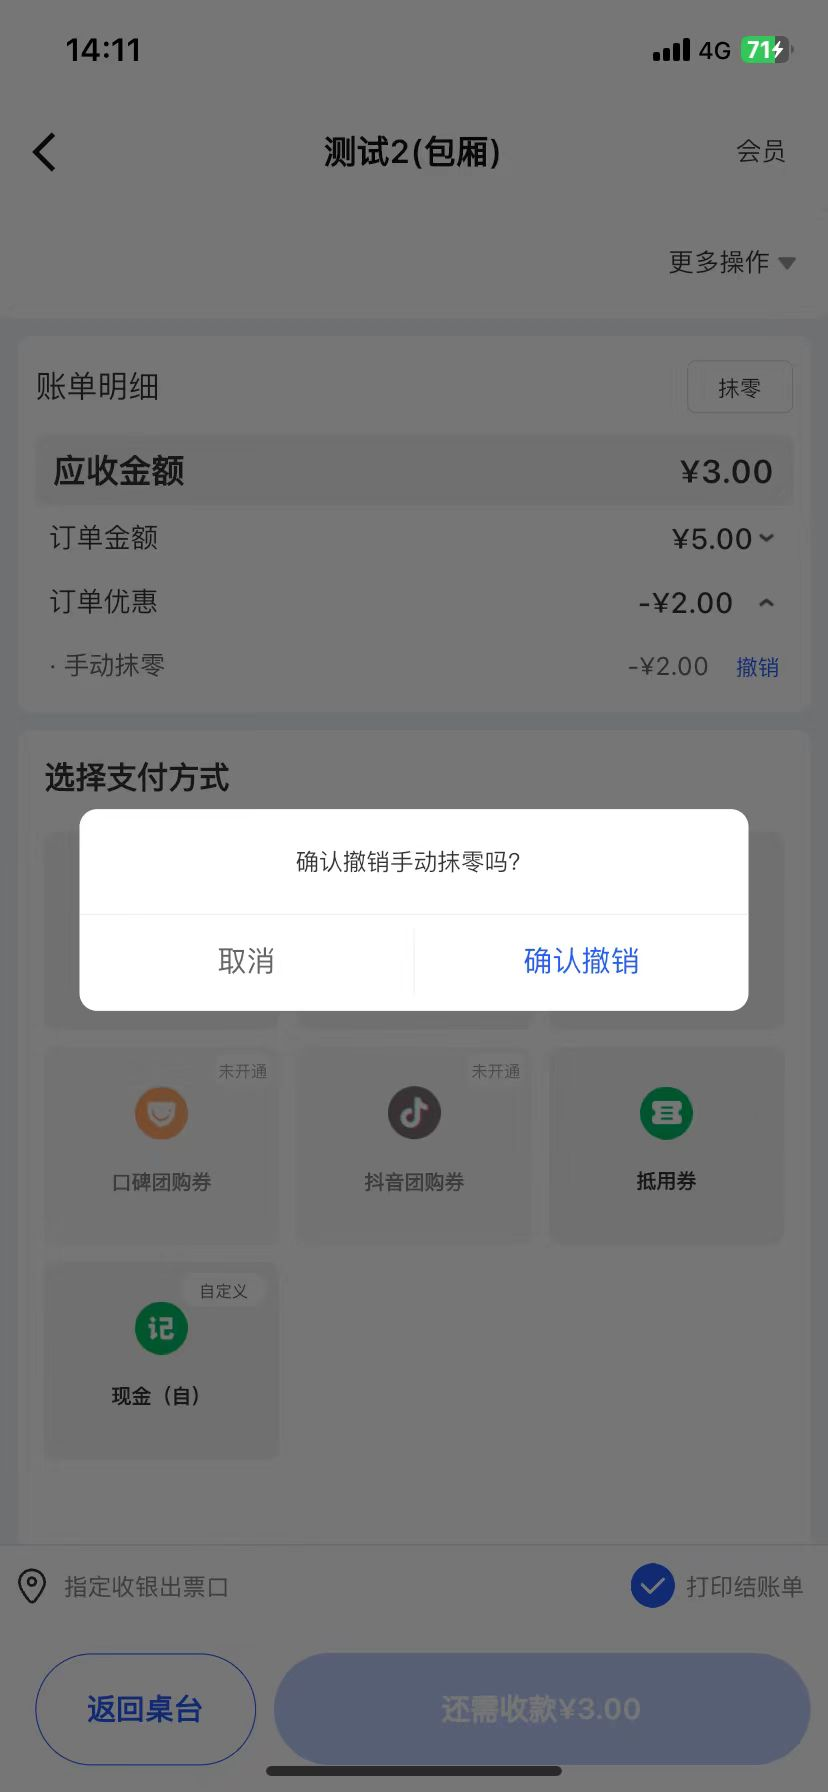 14:11
4G 71
测试2(包厢)
会员
更多操作
账单明细
抹零
应收金额
¥3.00
订单金额
¥5.00
订单优惠
-¥2.00
· 手动抹零
-¥2.00
撤销
选择支付方式
确认撤销手动抹零吗?
取消
确认撤销
未开通
未开通
口碑团购券
抖音团购券
抵用券
自定义
记
现金（自）
指定收银出票口
打印结账单
返回桌台
还需收款¥3.00